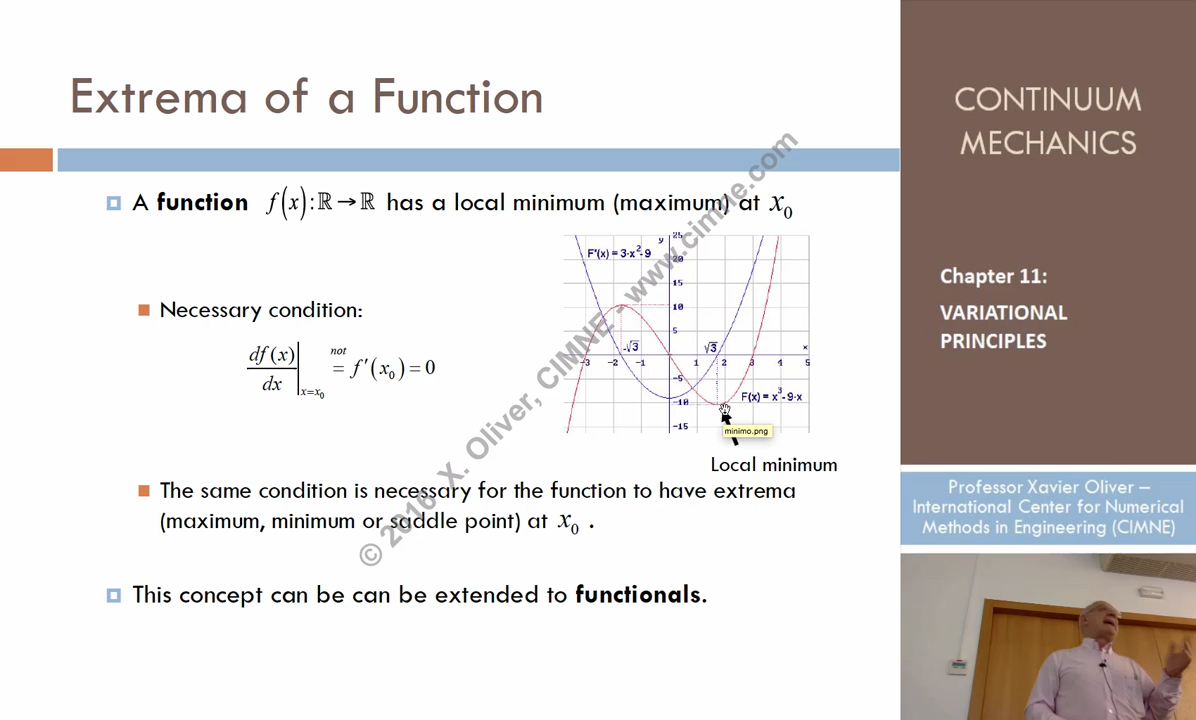 Extrema of a Function
A function f(x): ℝ → ℝ has a local minimum (maximum) at x₀
Necessary condition:
df(x)/dx |ₓ₌ₓ₀ not= f'(x₀) = 0
y
25
20
15
10
5
-5
-10
-15
F'(x) = 3·x²-9
-√3
√3
x
-3 -2 -1 1 2 3 4 5
F(x) = x³-9·x
minimo.png
Local minimum
The same condition is necessary for the function to have extrema
(maximum, minimum or saddle point) at x₀ .
This concept can be can be extended to functionals.
© 2016 X. Oliver, CIMNE - www.cimne.com
CONTINUUM
MECHANICS
Chapter 11:
VARIATIONAL
PRINCIPLES
Professor Xavier Oliver –
International Center for Numerical
Methods in Engineering (CIMNE)